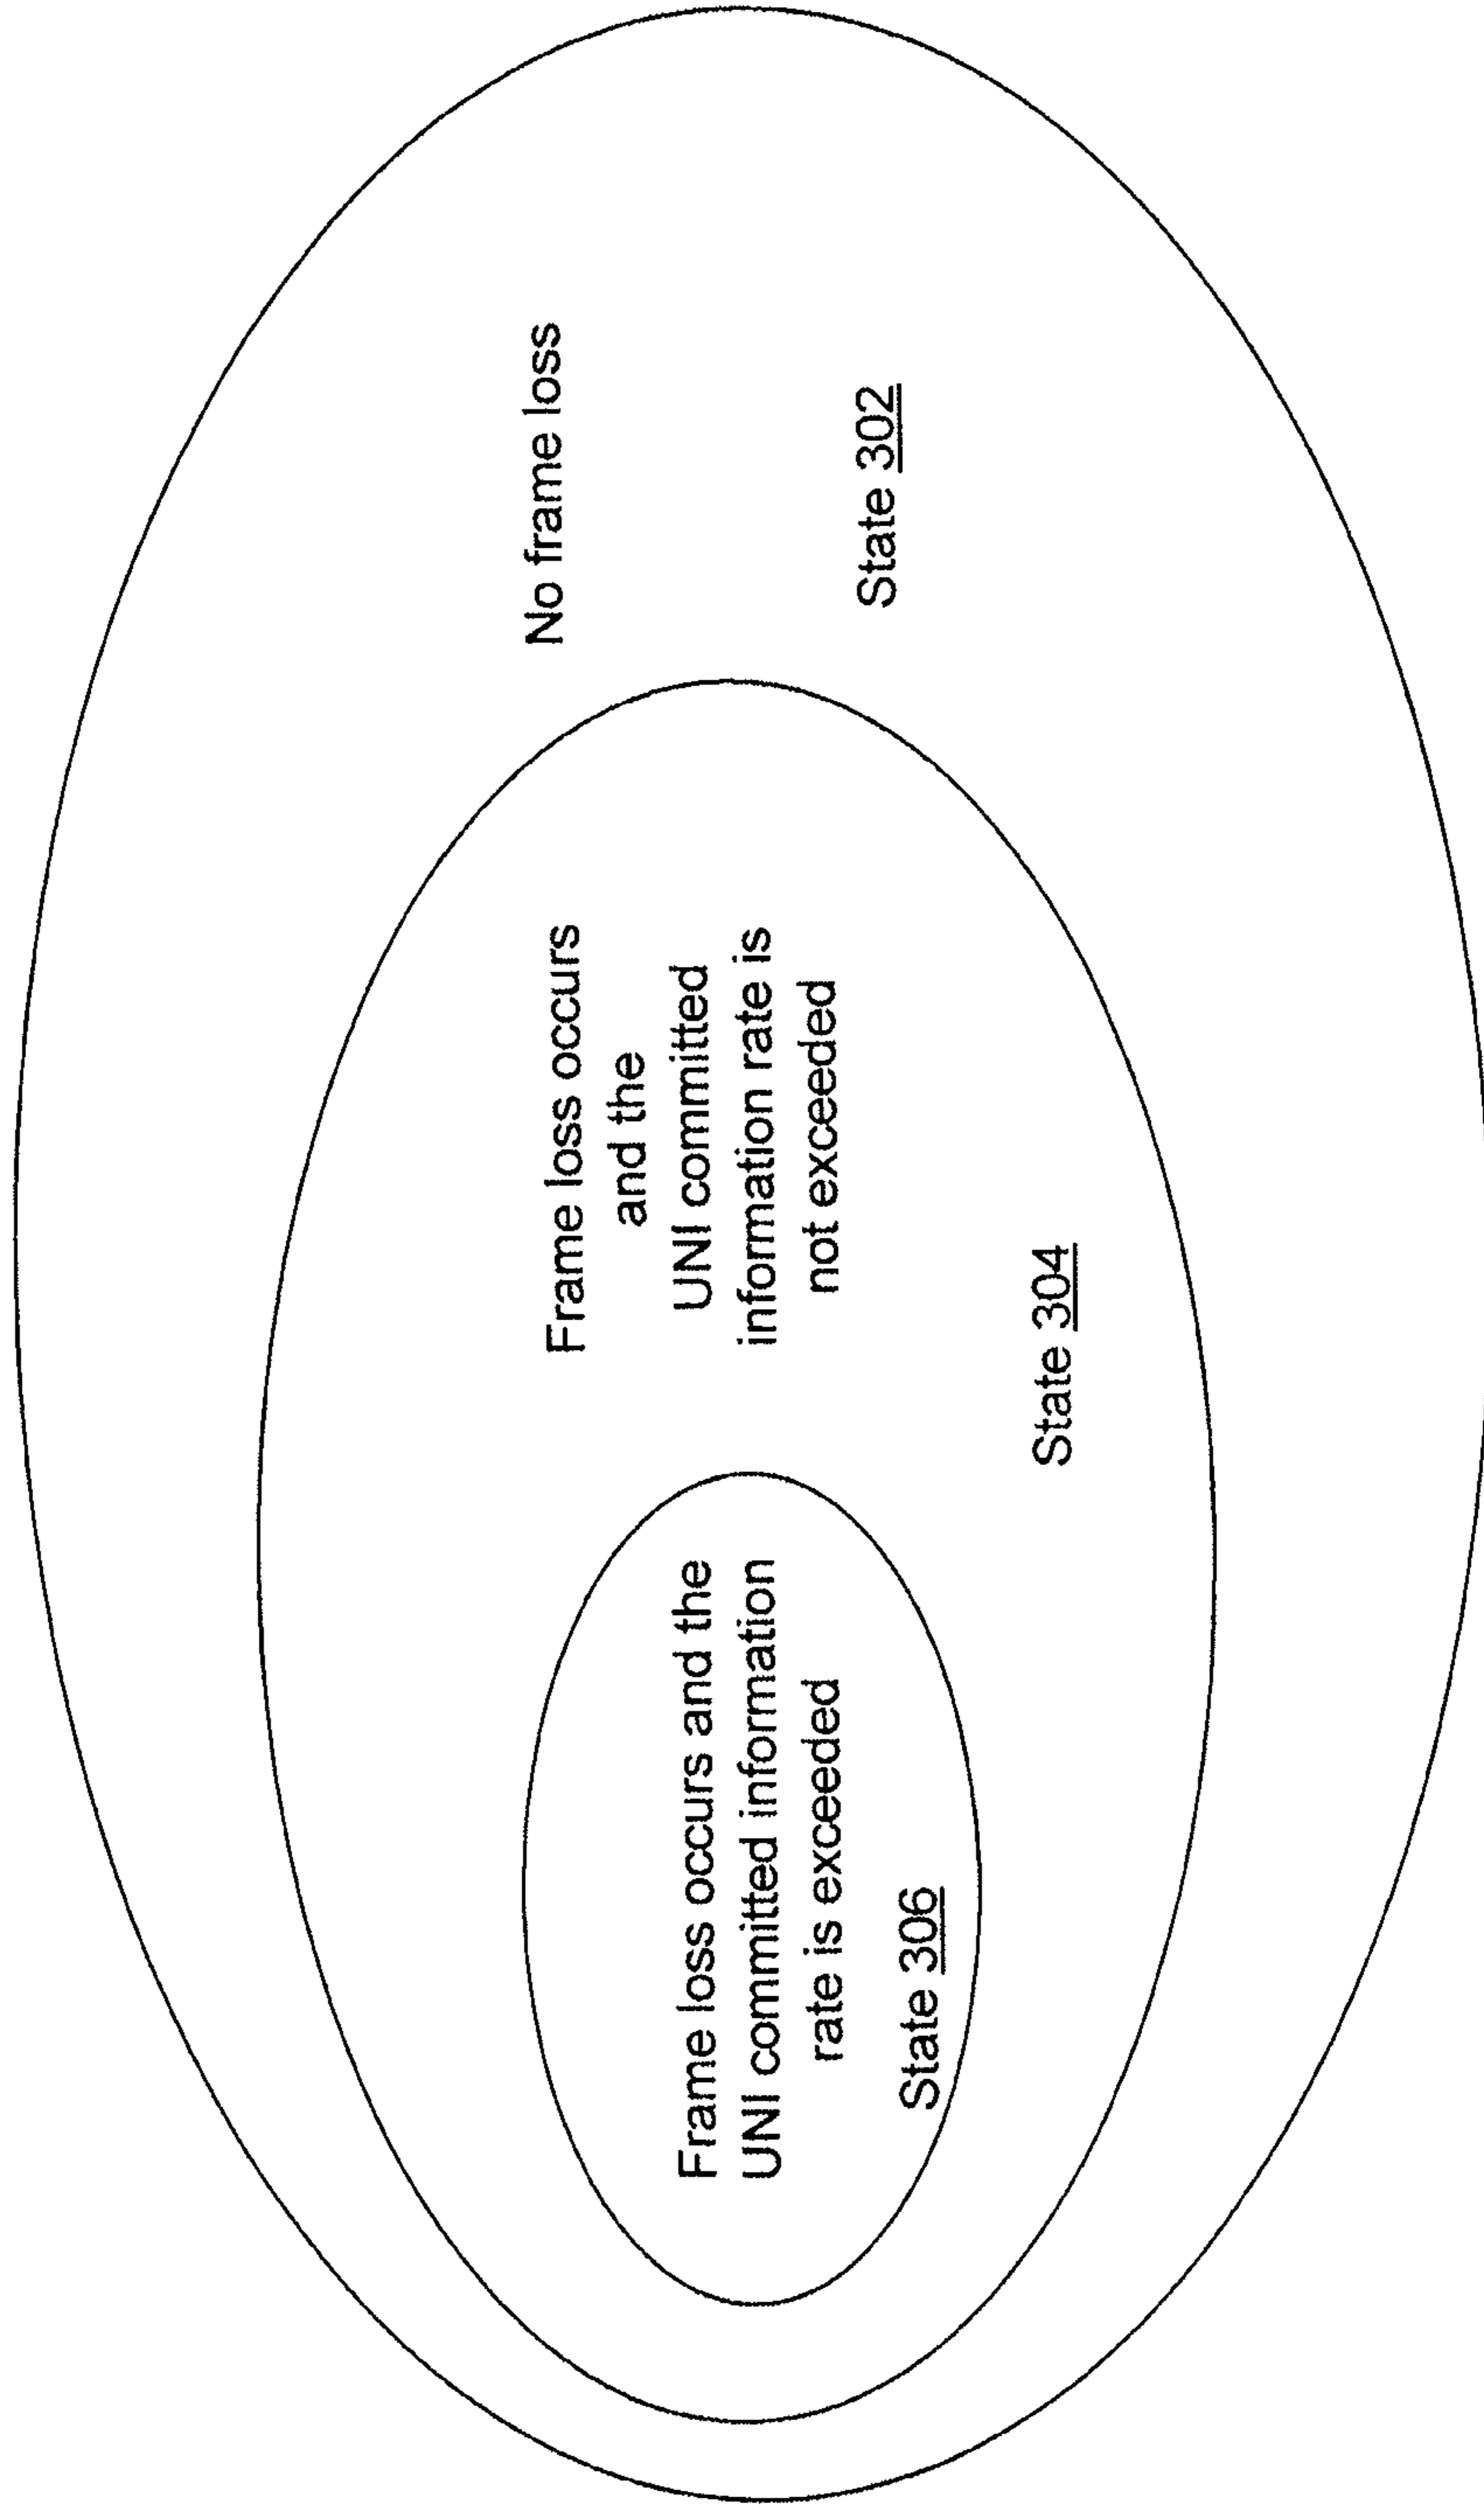 Frame loss occurs and the
UNI committed information
rate is exceeded
State 306
Frame loss occurs
and the
UNI committed
information rate is
not exceeded
State 304
No frame loss
State 302